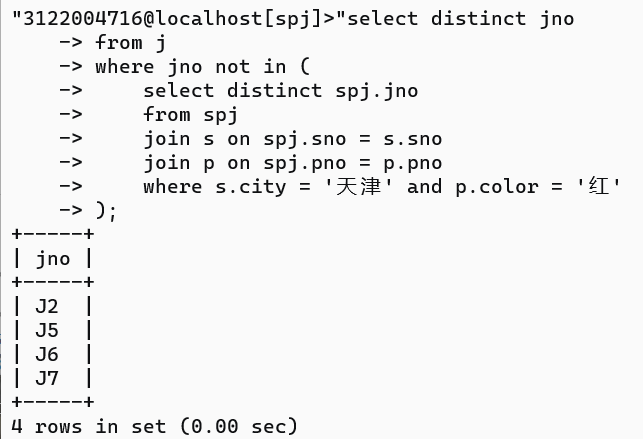 "3122004716@localhost[spj]>"select distinct jno
    -> from j
    -> where jno not in (
    ->     select distinct spj.jno
    ->     from spj
    ->     join s on spj.sno = s.sno
    ->     join p on spj.pno = p.pno
    ->     where s.city = '天津' and p.color = '红'
    -> );
+-----+
| jno |
+-----+
| J2  |
| J5  |
| J6  |
| J7  |
+-----+
4 rows in set (0.00 sec)